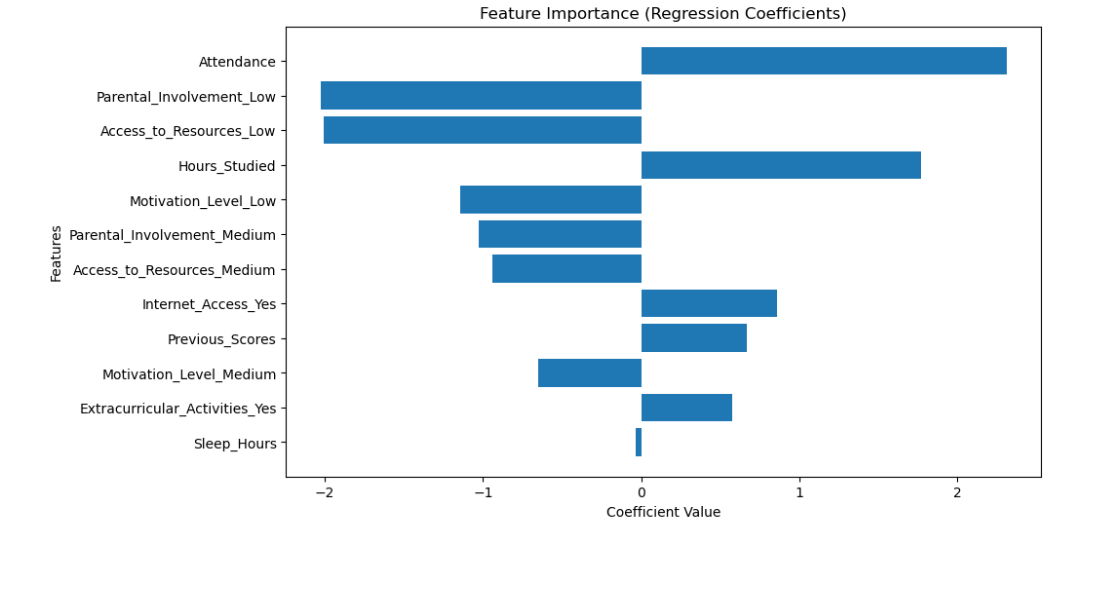 Feature Importance (Regression Coefficients)
Features
Attendance
Parental_Involvement_Low
Access_to_Resources_Low
Hours_Studied
Motivation_Level_Low
Parental_Involvement_Medium
Access_to_Resources_Medium
Internet_Access_Yes
Previous_Scores
Motivation_Level_Medium
Extracurricular_Activities_Yes
Sleep_Hours
−2 −1 0 1 2
Coefficient Value